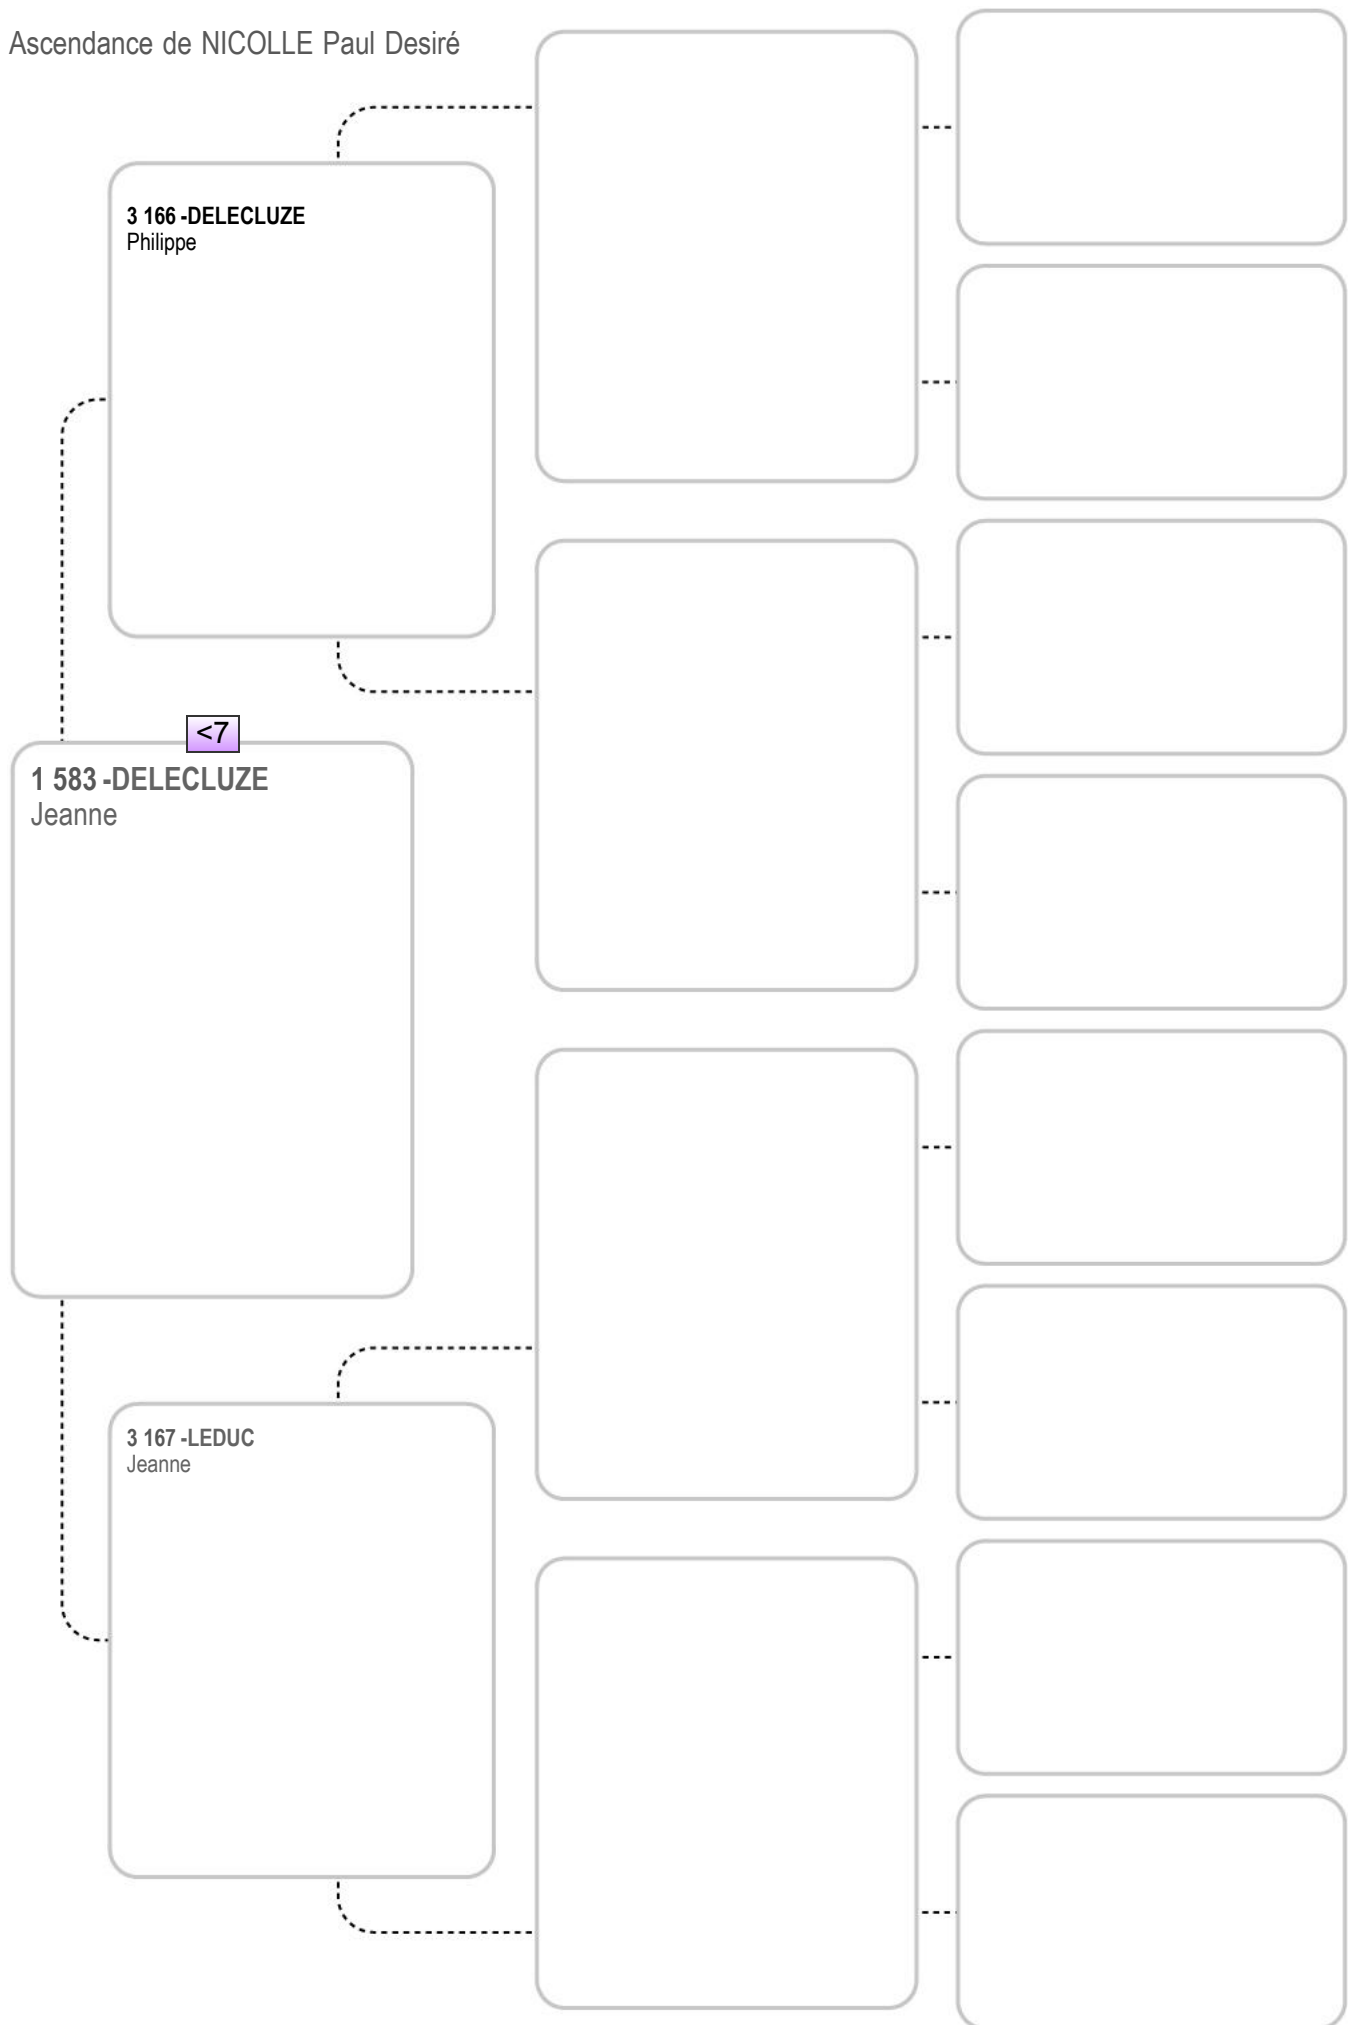 Ascendance de NICOLLE Paul Desiré
3 166 -DELECLUZE
Philippe
<7
1 583 -DELECLUZE
Jeanne
3 167 -LEDUC
Jeanne